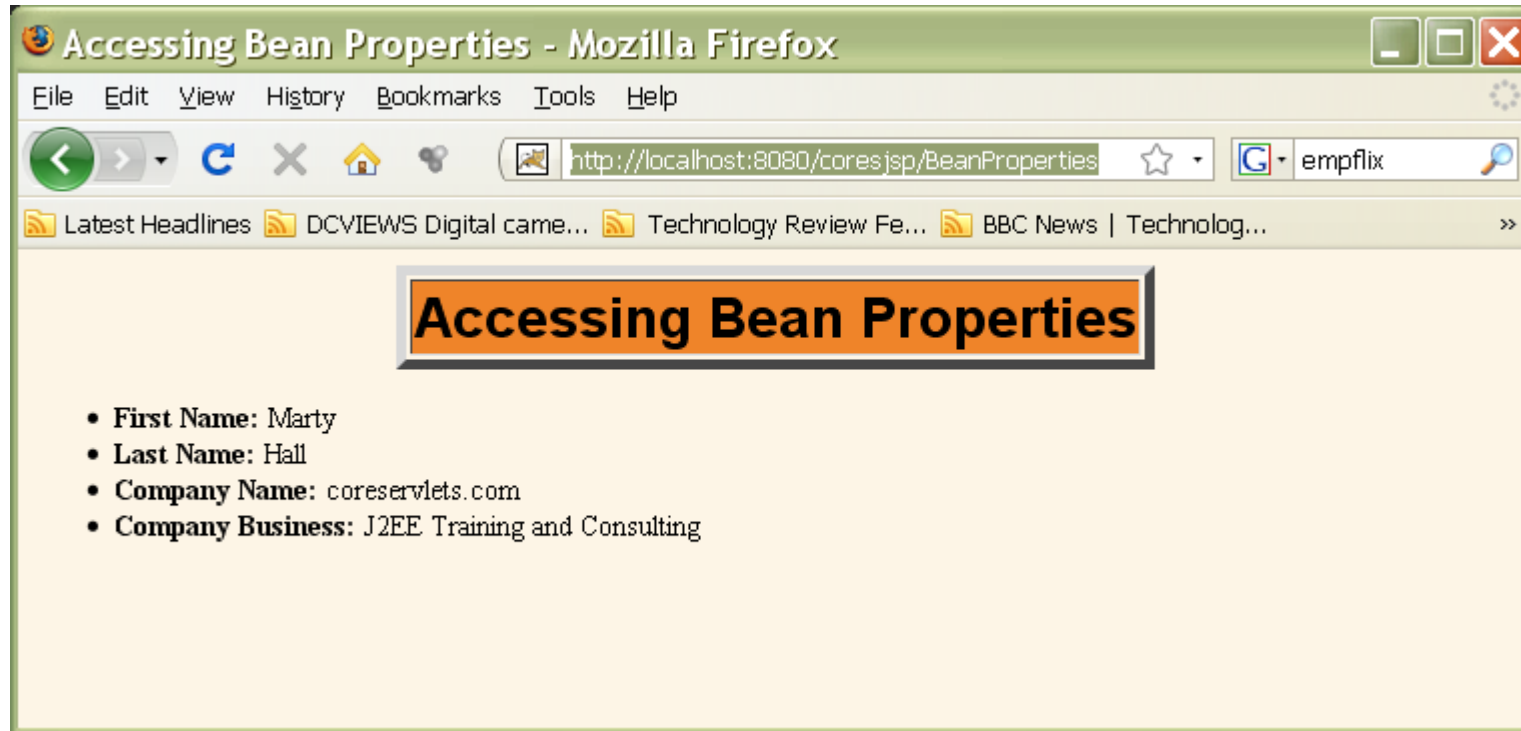 Accessing Bean Properties - Mozilla Firefox
File Edit View History Bookmarks Tools Help
http://localhost:8080/coresjsp/BeanProperties G empflix
Latest Headlines DCVIEWS Digital came... Technology Review Fe... BBC News | Technolog... »
Accessing Bean Properties
• First Name: Marty
• Last Name: Hall
• Company Name: coreservlets.com
• Company Business: J2EE Training and Consulting